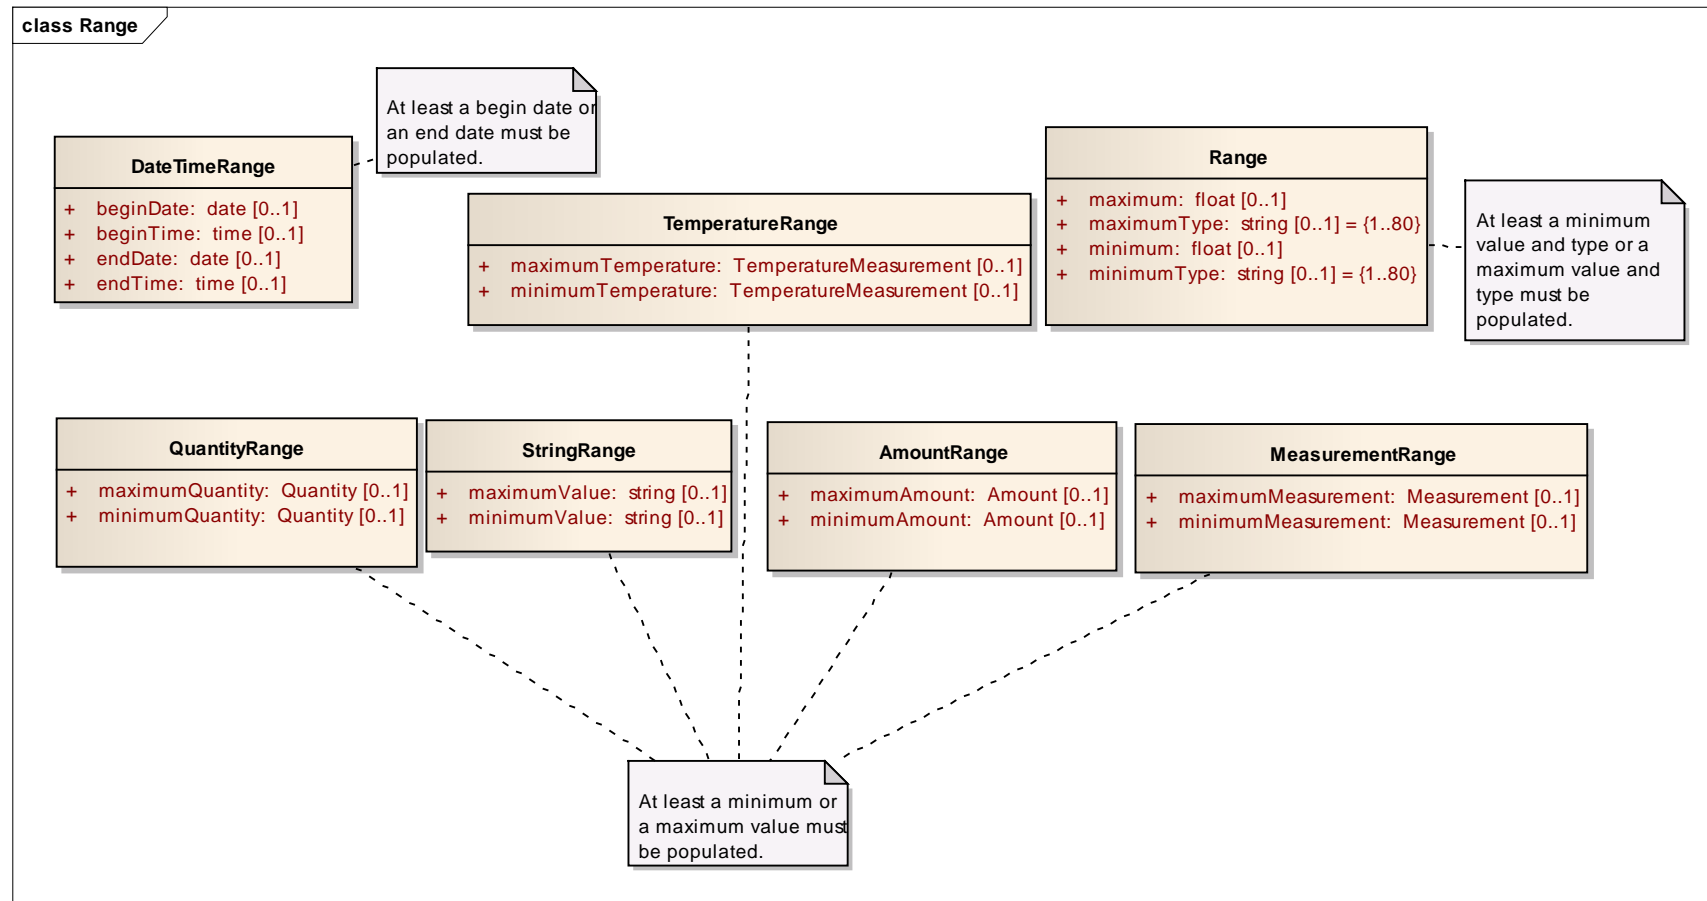 class Range
At least a begin date or
an end date must be
populated.
DateTimeRange
+ beginDate: date [0..1]
+ beginTime: time [0..1]
+ endDate: date [0..1]
+ endTime: time [0..1]
TemperatureRange
+ maximumTemperature: TemperatureMeasurement [0..1]
+ minimumTemperature: TemperatureMeasurement [0..1]
Range
+ maximum: float [0..1]
+ maximumType: string [0..1] = {1..80}
+ minimum: float [0..1]
+ minimumType: string [0..1] = {1..80}
At least a minimum
value and type or a
maximum value and
type must be
populated.
QuantityRange
+ maximumQuantity: Quantity [0..1]
+ minimumQuantity: Quantity [0..1]
StringRange
+ maximumValue: string [0..1]
+ minimumValue: string [0..1]
AmountRange
+ maximumAmount: Amount [0..1]
+ minimumAmount: Amount [0..1]
MeasurementRange
+ maximumMeasurement: Measurement [0..1]
+ minimumMeasurement: Measurement [0..1]
At least a minimum or
a maximum value must
be populated.